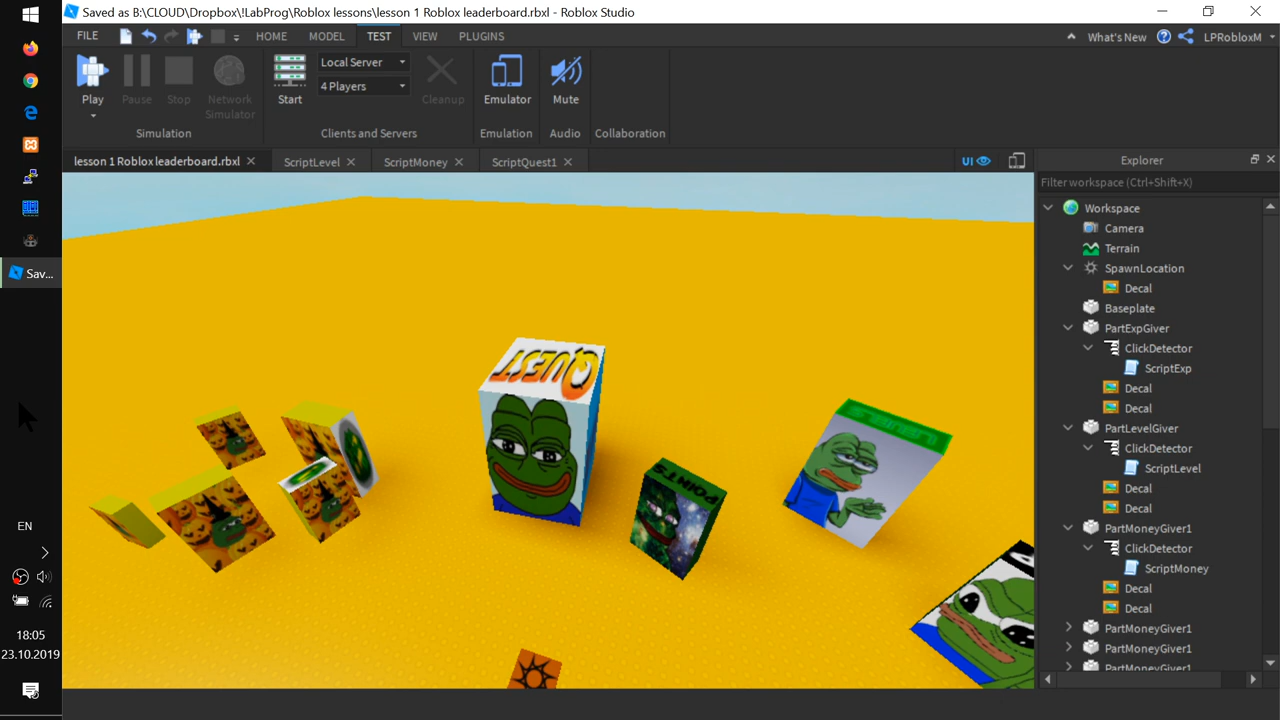 Saved as B:\CLOUD\Dropbox\!LabProg\Roblox lessons\lesson 1 Roblox leaderboard.rbxl - Roblox Studio
FILE HOME MODEL TEST VIEW PLUGINS What's New LPRobloxM
Local Server
4 Players
Play Pause Stop Network Simulator Start Cleanup Emulator Mute
Simulation Clients and Servers Emulation Audio Collaboration
lesson 1 Roblox leaderboard.rbxl ScriptLevel ScriptMoney ScriptQuest1 UI
Explorer
Filter workspace (Ctrl+Shift+X)
Workspace
Camera
Terrain
SpawnLocation
Decal
Baseplate
PartExpGiver
ClickDetector
ScriptExp
Decal
Decal
PartLevelGiver
ClickDetector
ScriptLevel
Decal
Decal
PartMoneyGiver1
ClickDetector
ScriptMoney
Decal
Decal
PartMoneyGiver1
PartMoneyGiver1
PartMoneyGiver1
QUEST
POINTS
Sav...
EN
18:05
23.10.2019